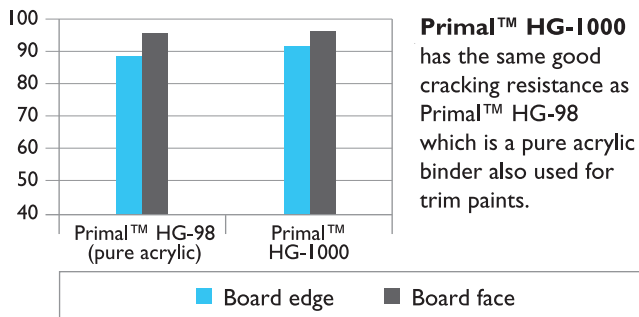 100
90
80
70
60
50
40
Primal™ HG-98
(pure acrylic)
Primal™
HG-1000
Board edge
Board face
Primal™ HG-1000
has the same good
cracking resistance as
Primal™ HG-98
which is a pure acrylic
binder also used for
trim paints.